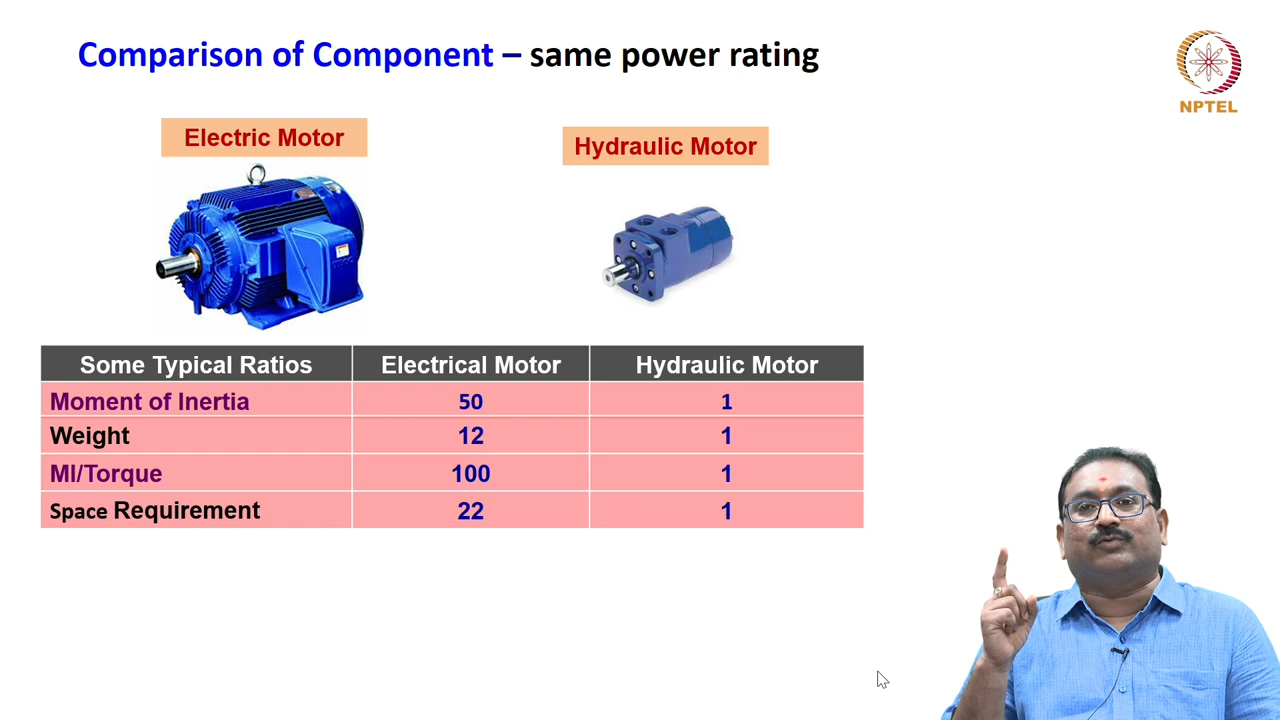 Comparison of Component – same power rating
NPTEL
Electric Motor
Hydraulic Motor
Some Typical Ratios Electrical Motor Hydraulic Motor
Moment of Inertia 50 1
Weight 12 1
MI/Torque 100 1
Space Requirement 22 1